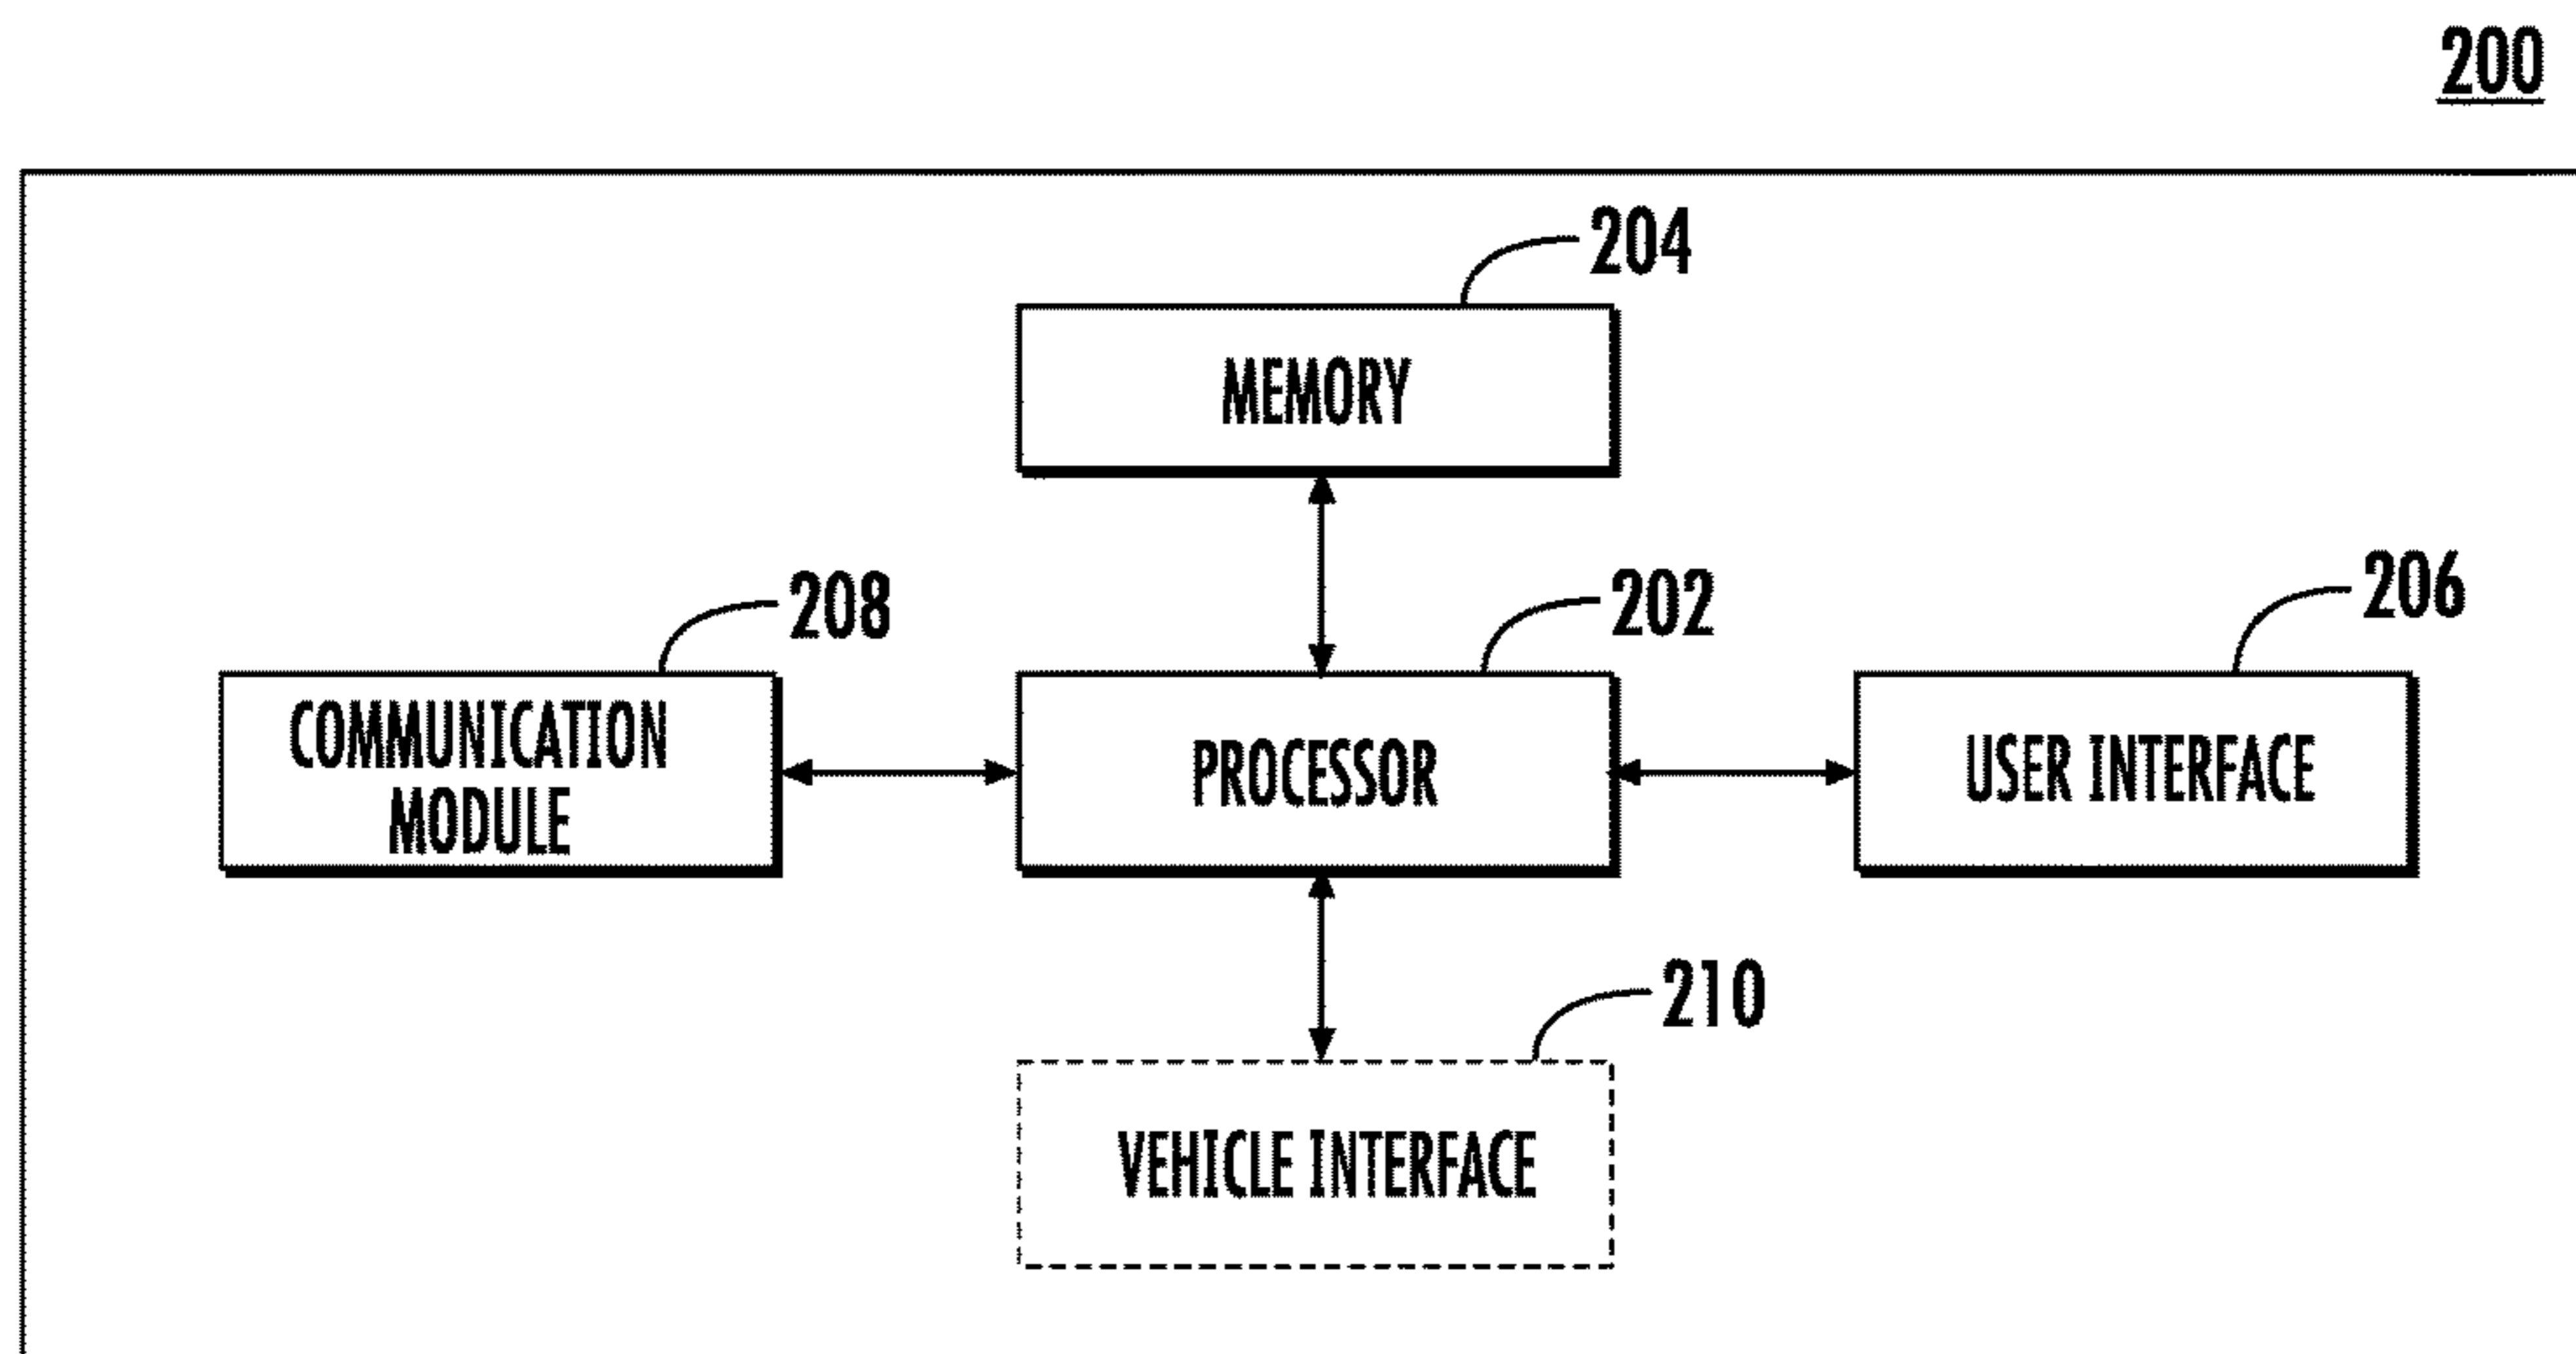 200
204
MEMORY
208
202
206
COMMUNICATION
MODULE
PROCESSOR
USER INTERFACE
210
VEHICLE INTERFACE